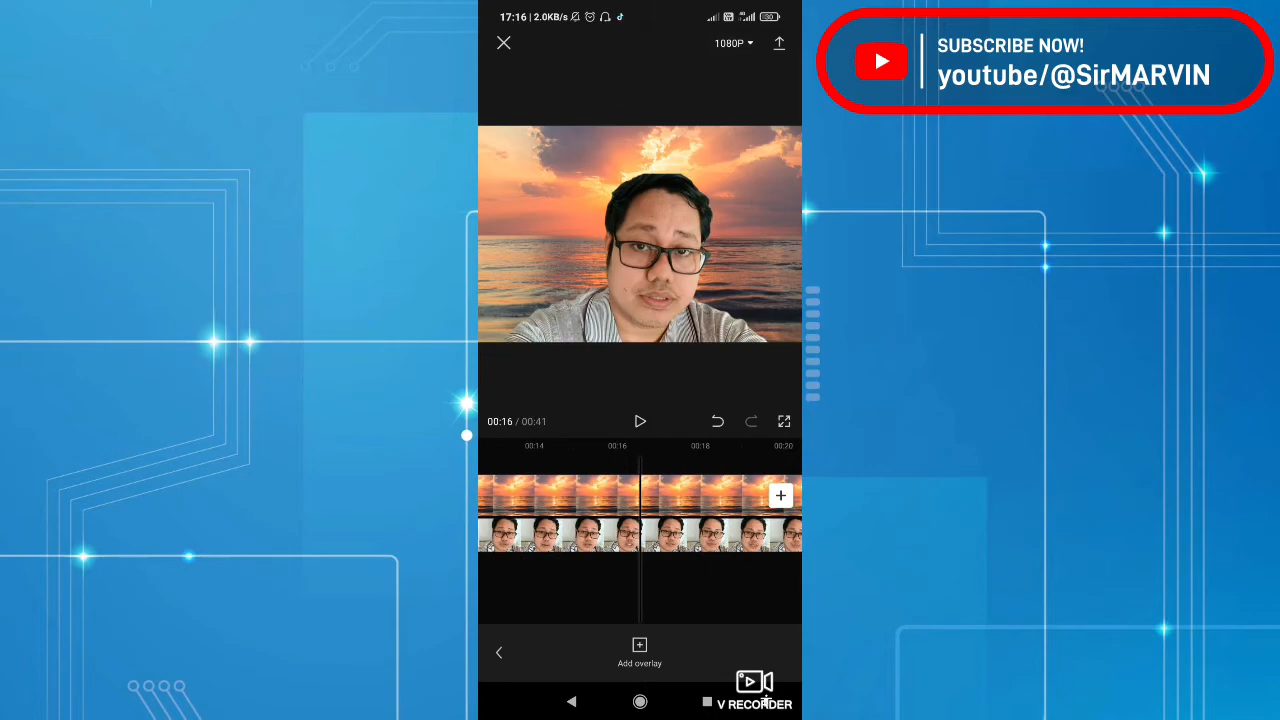 17:16 | 2.0KB/s
1080P
SUBSCRIBE NOW!
youtube/@SirMARVIN
00:16 / 00:41
00:14 00:16 00:18 00:20
Add overlay
V RECORDER